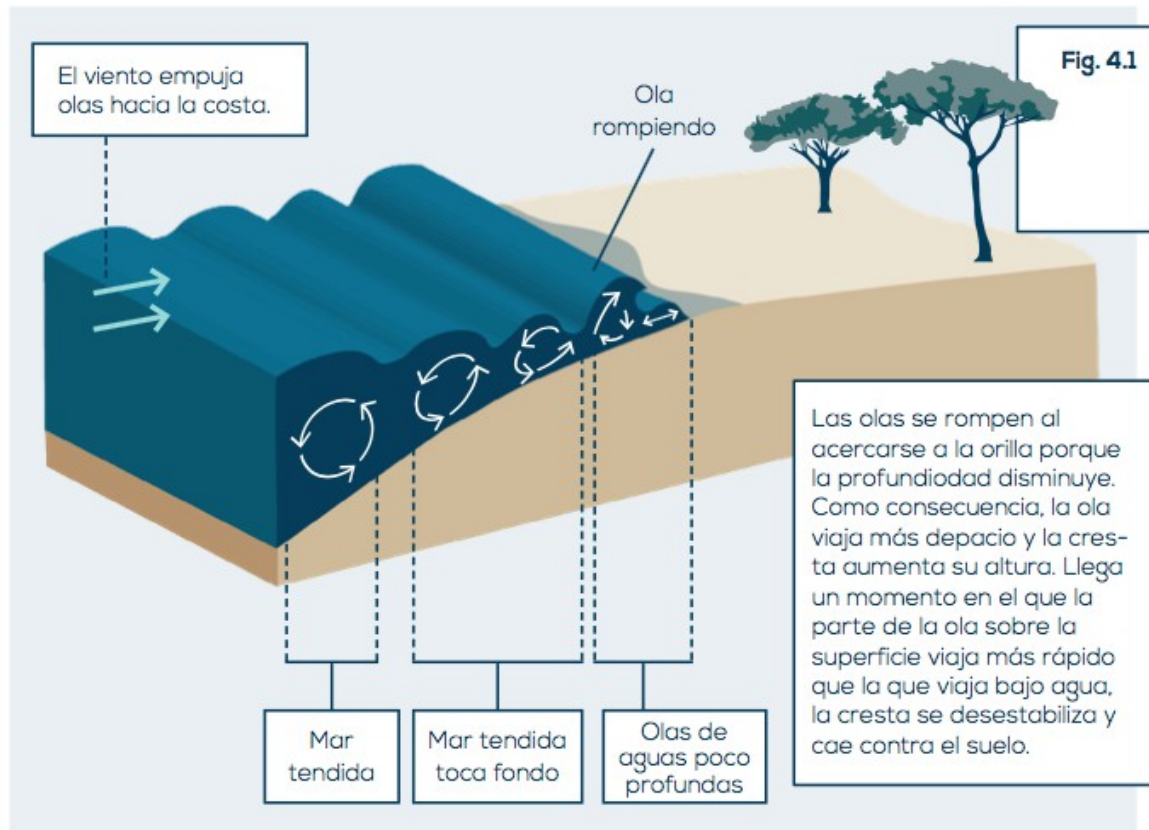 El viento empuja
olas hacia la costa.
Ola
rompiendo
Fig. 4.1
Las olas se rompen al
acercarse a la orilla porque
la profundiodad disminuye.
Como consecuencia, la ola
viaja más depacio y la cres-
ta aumenta su altura. Llega
un momento en el que la
parte de la ola sobre la
superficie viaja más rápido
que la que viaja bajo agua,
la cresta se desestabiliza y
cae contra el suelo.
Mar
tendida
Mar tendida
toca fondo
Olas de
aguas poco
profundas